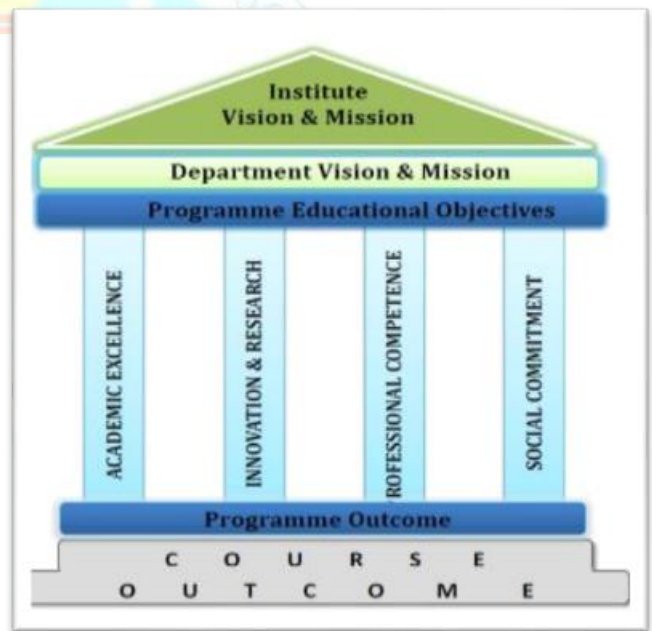 Institute
Vision & Mission
Department Vision & Mission
Programme Educational Objectives
ACADEMIC EXCELLENCE
INNOVATION & RESEARCH
ROFESSIONAL COMPETENCE
SOCIAL COMMITMENT
Programme Outcome
C O U R S E
O U T C O M E